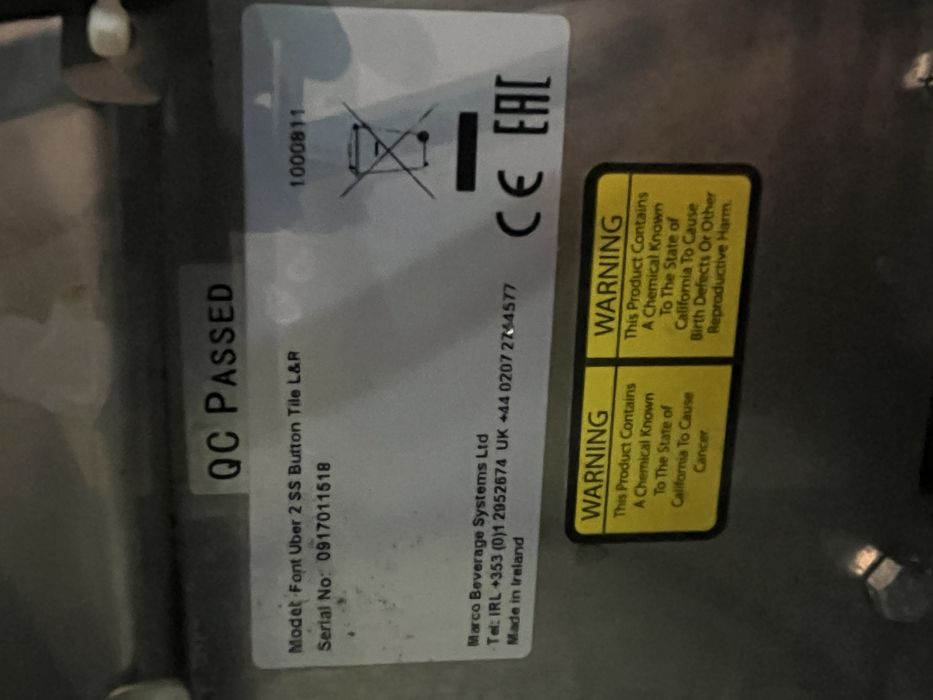 QC PASSED
Model: Font Uber 2 SS Button Tile L&R 1000811
Serial No: 0917011518
Marco Beverage Systems Ltd
Tel: IRL +353 (0)1 2952674 UK +44 0207 2744577
Made in Ireland
CE EAC
WARNING
This Product Contains
A Chemical Known
To The State of
California To Cause
Cancer
WARNING
This Product Contains
A Chemical Known
To The State of
California To Cause
Birth Defects Or Other
Reproductive Harm.